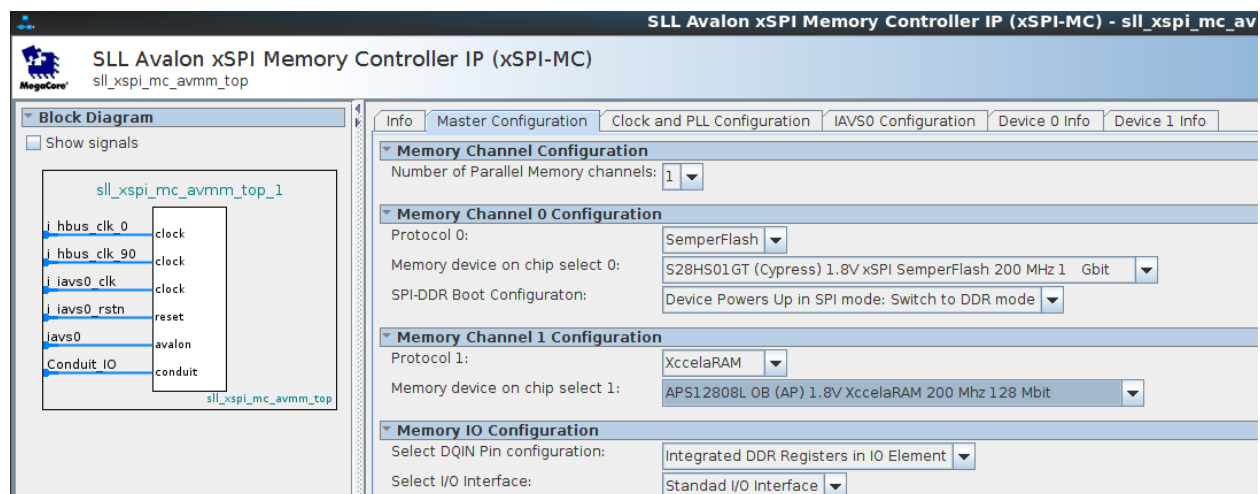 SLL Avalon xSPI Memory Controller IP (xSPI-MC) - sll_xspi_mc_av
SLL Avalon xSPI Memory Controller IP (xSPI-MC)
sll_xspi_mc_avmm_top
MegaCore'
Block Diagram
Show signals
sll_xspi_mc_avmm_top_1
i_hbus_clk_0
clock
i_hbus_clk_90
clock
i_iavs0_clk
clock
i_iavs0_rstn
reset
iavs0
avalon
Conduit_IO
conduit
sll_xspi_mc_avmm_top
Info Master Configuration Clock and PLL Configuration IAVS0 Configuration Device 0 Info Device 1 Info
Memory Channel Configuration
Number of Parallel Memory channels: 1
Memory Channel 0 Configuration
Protocol 0: SemperFlash
Memory device on chip select 0: S28HS01GT (Cypress) 1.8V xSPI SemperFlash 200 MHz 1 Gbit
SPI-DDR Boot Configuraton: Device Powers Up in SPI mode: Switch to DDR mode
Memory Channel 1 Configuration
Protocol 1: XccelaRAM
Memory device on chip select 1: APS12808L OB (AP) 1.8V XccelaRAM 200 Mhz 128 Mbit
Memory IO Configuration
Select DQIN Pin configuration: Integrated DDR Registers in IO Element
Select I/O Interface: Standad I/O Interface